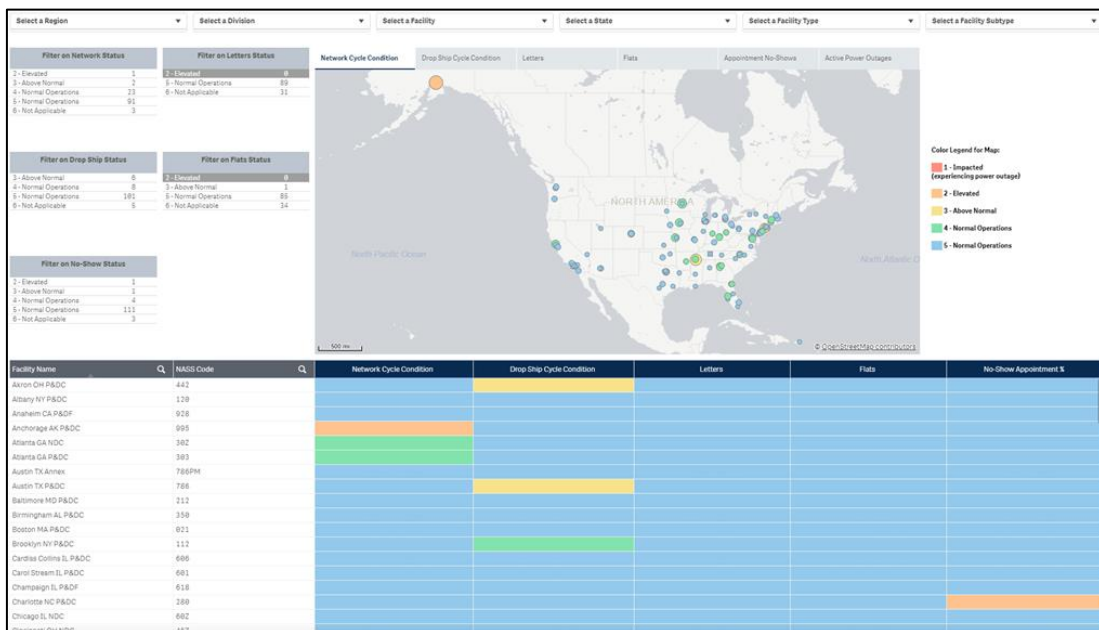 Select a Region Select a Division Select a Facility Select a State Select a Facility Type Select a Facility Subtype
Filter on Network Status
2 - Elevated 1
3 - Above Normal 2
4 - Normal Operations 23
5 - Normal Operations 91
6 - Not Applicable 3
Filter on Letters Status
2 - Elevated 0
5 - Normal Operations 89
6 - Not Applicable 31
Filter on Drop Ship Status
3 - Above Normal
4 - Normal Operations
5 - Normal Operations 101
6 - Not Applicable 5
Filter on Flats Status
2 - Elevated 0
3 - Above Normal 1
5 - Normal Operations
6 - Not Applicable
Filter on No-Show Status
2 - Elevated 1
3 - Above Normal 1
4 - Normal Operations 4
5 - Normal Operations 111
6 - Not Applicable 3
Network Cycle Condition Drop Ship Cycle Condition Letters Flats Appointment No-Shows Active Power Outages
NORTH AMERICA
North Pacific Ocean
North Atlantic O
500 mi
© OpenStreetMap contributors
Color Legend for Map:
1 - Impacted
(experiencing power outage)
2 - Elevated
3 - Above Normal
4 - Normal Operations
5 - Normal Operations
Facility Name NASS Code Network Cycle Condition Drop Ship Cycle Condition Letters Flats No-Show Appointment %
Akron OH P&DC 442
Albany NY P&DC 120
Anaheim CA P&DF 928
Anchorage AK P&DC 995
Atlanta GA NDC 30Z
Atlanta GA P&DC 303
Austin TX Annex 786PM
Austin TX P&DC 786
Baltimore MD P&DC 212
Birmingham AL P&DC 350
Boston MA P&DC 021
Brooklyn NY P&DC 112
Cardiss Collins IL P&DC 606
Carol Stream IL P&DC 601
Champaign IL P&DF 618
Charlotte NC P&DC 280
Chicago IL NDC 60Z